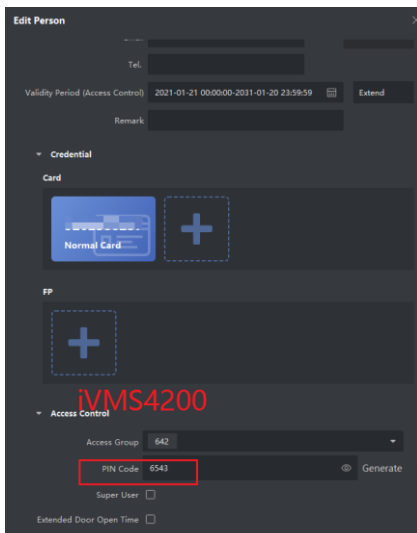 Edit Person
Tel.
Validity Period (Access Control) 2021-01-21 00:00:00-2031-01-20 23:59:59 Extend
Remark
Credential
Card
Normal Card
FP
iVMS4200
Access Control
Access Group 642
PIN Code 6543 Generate
Super User
Extended Door Open Time